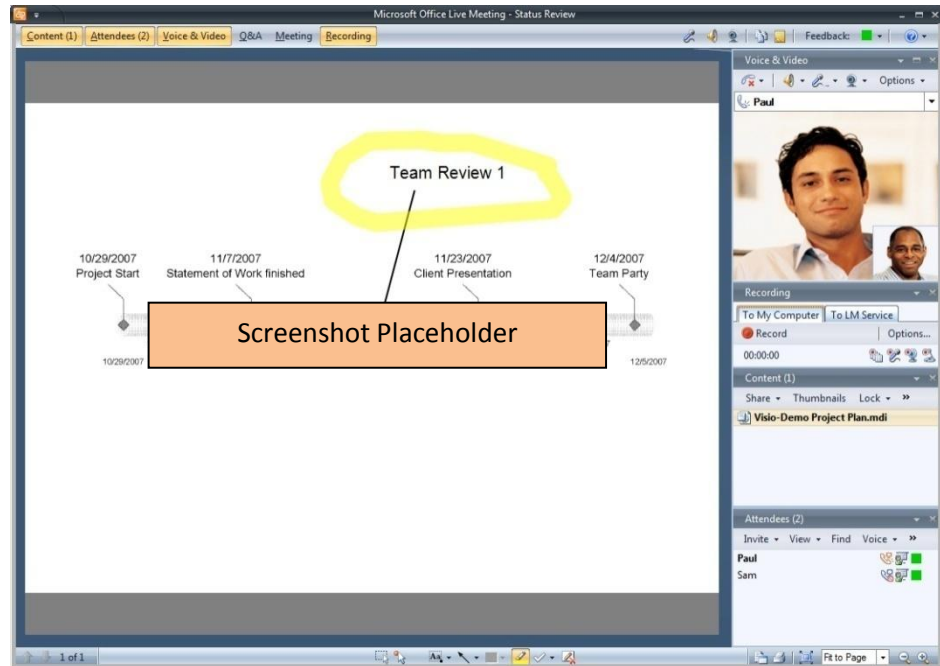 Microsoft Office Live Meeting - Status Review
Content (1) Attendees (2) Voice & Video Q&A Meeting Recording Feedback:
Voice & Video
Options
Paul
Team Review 1
10/29/2007 11/7/2007 11/23/2007 12/4/2007
Project Start Statement of Work finished Client Presentation Team Party
Screenshot Placeholder
10/29/2007 12/5/2007
Recording
To My Computer To LM Service
Record Options...
00:00:00
Content (1)
Share Thumbnails Lock »
Visio-Demo Project Plan.mdi
Attendees (2)
Invite View Find Voice »
Paul
Sam
1 of 1 Aa Fit to Page